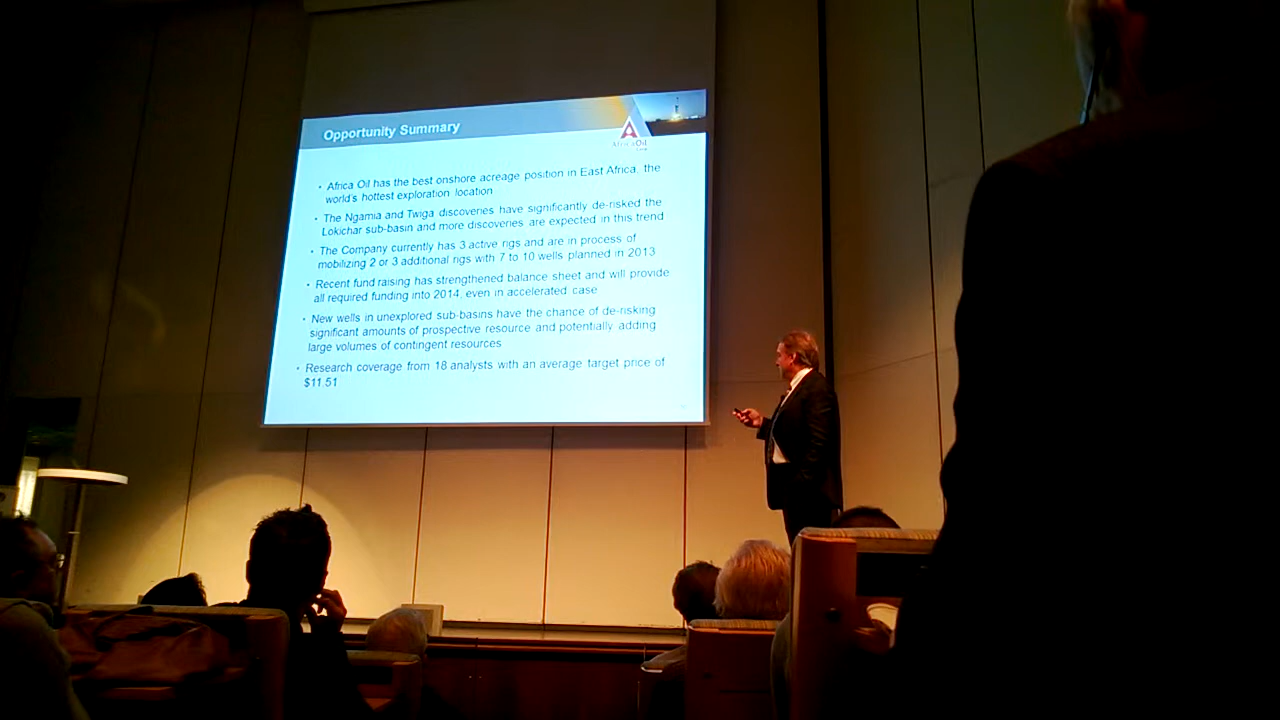 Opportunity Summary
AfricaOil
• Africa Oil has the best onshore acreage position in East Africa, the
world's hottest exploration location
• The Ngamia and Twiga discoveries have significantly de-risked the
Lokichar sub-basin and more discoveries are expected in this trend
• The Company currently has 3 active rigs and are in process of
mobilizing 2 or 3 additional rigs with 7 to 10 wells planned in 2013
• Recent fund raising has strengthened balance sheet and will provide
all required funding into 2014, even in accelerated case
• New wells in unexplored sub-basins have the chance of de-risking
significant amounts of prospective resource and potentially adding
large volumes of contingent resources
• Research coverage from 18 analysts with an average target price of
$11.51